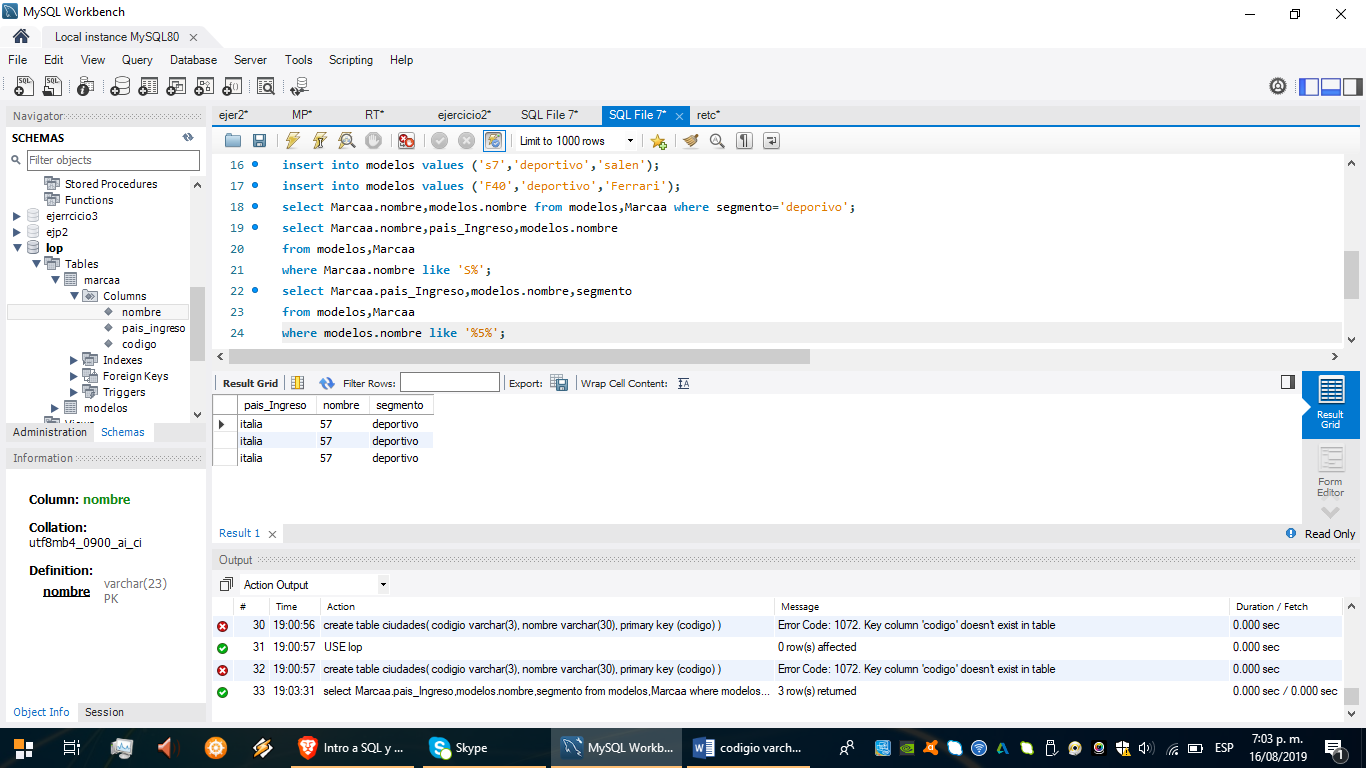 MySQL Workbench
Local instance MySQL80
File Edit View Query Database Server Tools Scripting Help
Navigator
SCHEMAS
Filter objects
Stored Procedures
Functions
ejerrcicio3
ejp2
lop
Tables
marcaa
Columns
nombre
pais_ingreso
codigo
Indexes
Foreign Keys
Triggers
modelos
Administration Schemas
Information
Column: nombre
Collation:
utf8mb4_0900_ai_ci
Definition:
nombre varchar(23)
PK
Object Info Session
ejer2* MP* RT* ejercicio2* SQL File 7* SQL File 7* retc*
Limit to 1000 rows
16 insert into modelos values ('s7','deportivo','salen');
17 insert into modelos values ('F40','deportivo','Ferrari');
18 select Marcaa.nombre,modelos.nombre from modelos,Marcaa where segmento='deporivo';
19 select Marcaa.nombre,pais_Ingreso,modelos.nombre
20 from modelos,Marcaa
21 where Marcaa.nombre like 'S%';
22 select Marcaa.pais_Ingreso,modelos.nombre,segmento
23 from modelos,Marcaa
24 where modelos.nombre like '%5%';
Result Grid Filter Rows: Export: Wrap Cell Content:
pais_Ingreso nombre segmento
italia 57 deportivo
italia 57 deportivo
italia 57 deportivo
Result Grid
Form Editor
Result 1
Read Only
Output
Action Output
# Time Action Message Duration / Fetch
30 19:00:56 create table ciudades( codigio varchar(3), nombre varchar(30), primary key (codigo) ) Error Code: 1072. Key column 'codigo' doesn't exist in table 0.000 sec
31 19:00:57 USE lop 0 row(s) affected 0.000 sec
32 19:00:57 create table ciudades( codigio varchar(3), nombre varchar(30), primary key (codigo) ) Error Code: 1072. Key column 'codigo' doesn't exist in table 0.000 sec
33 19:03:31 select Marcaa.pais_Ingreso,modelos.nombre,segmento from modelos,Marcaa where modelos... 3 row(s) returned 0.000 sec / 0.000 sec
Intro a SQL y ... Skype MySQL Workb... codigio varch... ESP 7:03 p. m.
16/08/2019
1